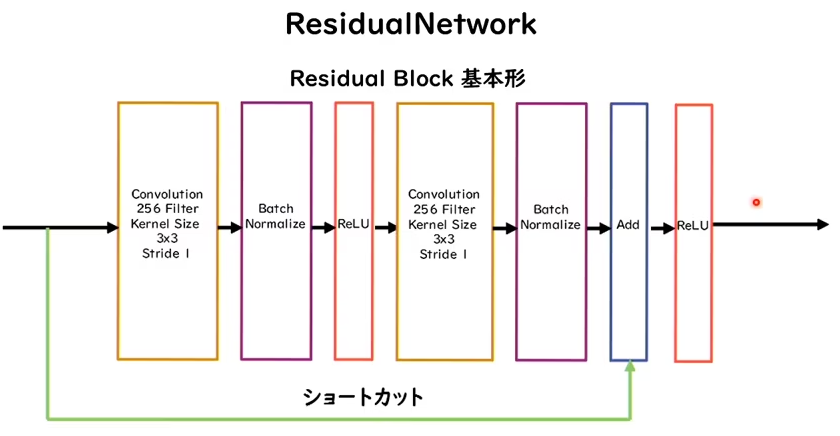 ResidualNetwork
Residual Block 基本形
Convolution
256 Filter
Kernel Size
3x3
Stride 1
Batch
Normalize
ReLU
Convolution
256 Filter
Kernel Size
3x3
Stride 1
Batch
Normalize
Add
ReLU
ショートカット